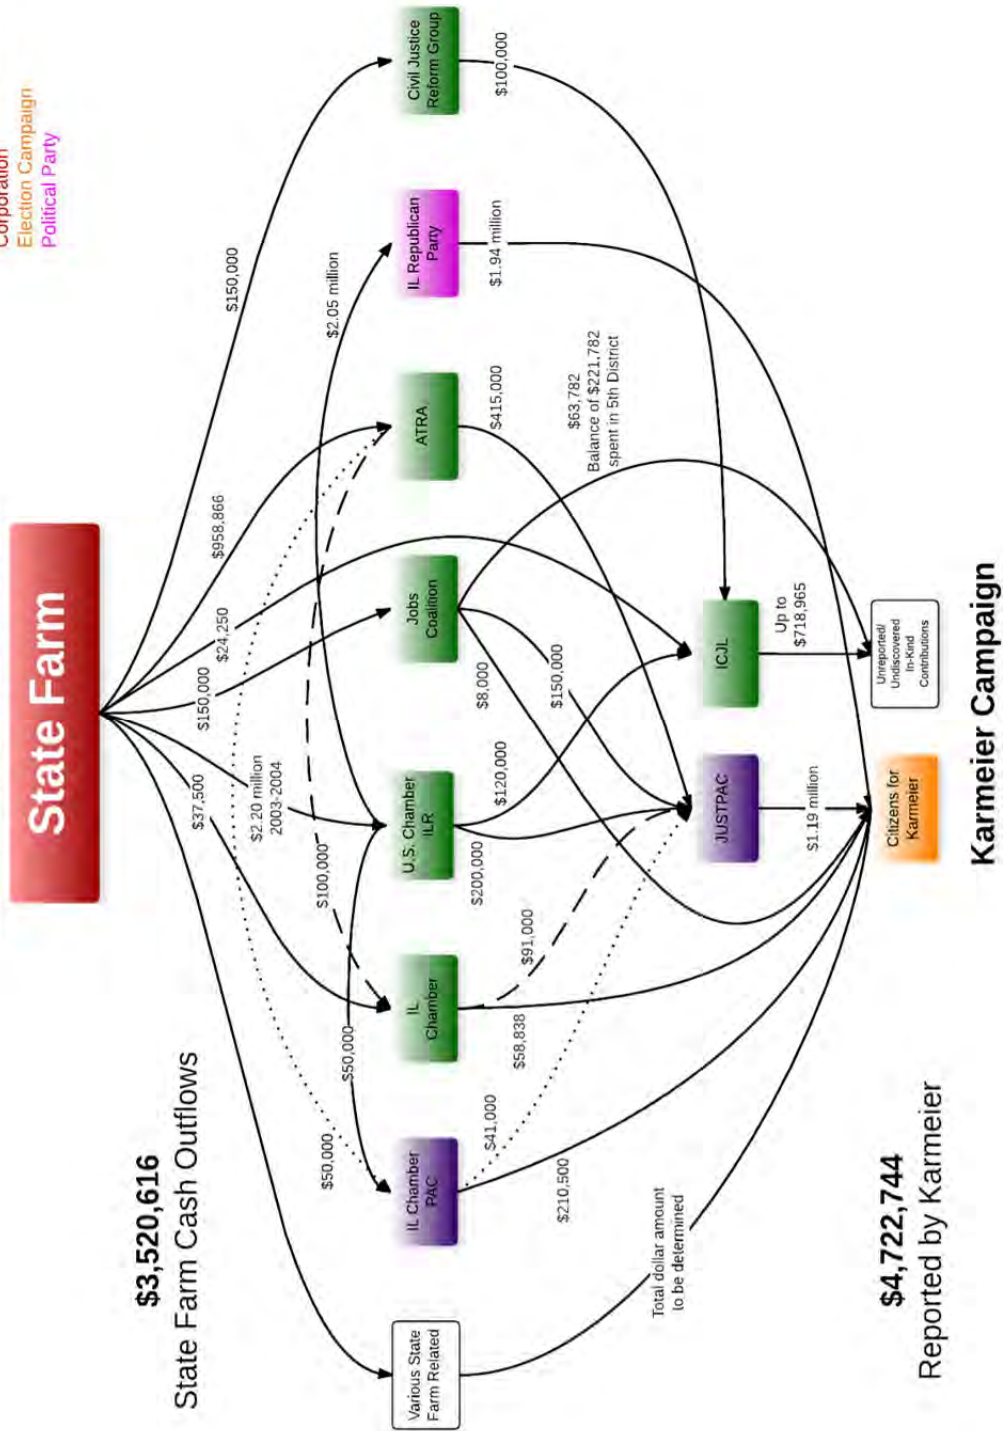 Corporation
Election Campaign
Political Party
State Farm
$3,520,616
State Farm Cash Outflows
$37,500
$2.20 million
2003-2004
$150,000
$24,250
$958,866
$150,000
$50,000
$50,000
$100,000
$2.05 million
Various State
Farm Related
IL Chamber
PAC
IL
Chamber
U.S. Chamber
ILR
Jobs
Coalition
ATRA
IL Republican
Party
Civil Justice
Reform Group
$41,000
$210,500
$58,838
$91,000
$200,000
$120,000
$8,000
$150,000
$415,000
$1.94 million
$100,000
$63,782
Balance of $221,782
spent in 5th District
Total dollar amount
to be determined
JUSTPAC
ICJL
$1.19 million
Up to
$718,965
$4,722,744
Reported by Karmeier
Citizens for
Karmeier
Unreported/
Undiscovered
In-Kind
Contributions
Karmeier Campaign